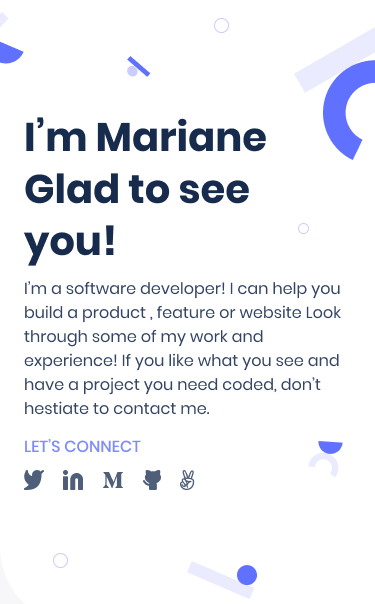 I’m Mariane
Glad to see
you!
I’m a software developer! I can help you
build a product , feature or website Look
through some of my work and
experience! If you like what you see and
have a project you need coded, don’t
hestiate to contact me.
LET’S CONNECT